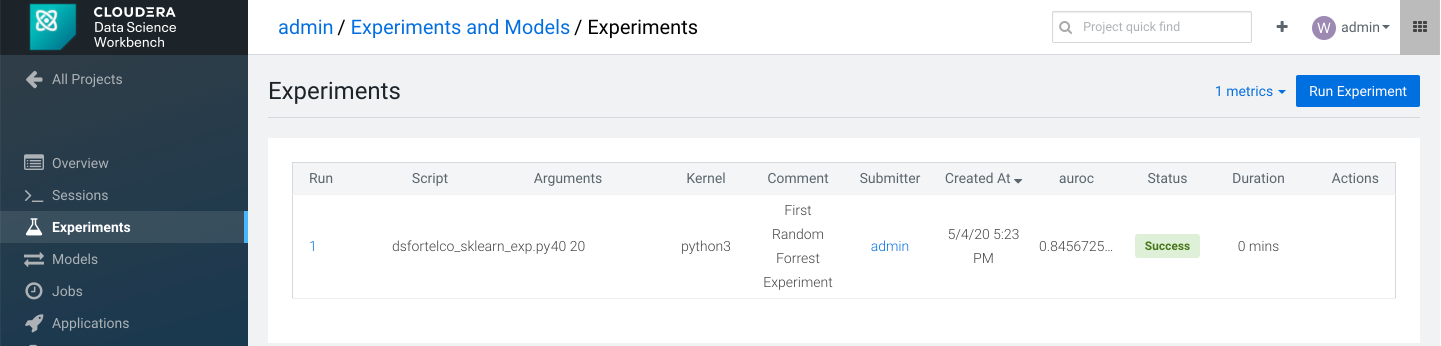 CLOUDERA
Data Science
Workbench
admin / Experiments and Models / Experiments
Project quick find
W admin
All Projects
Experiments
1 metrics
Run Experiment
Overview
Sessions
Experiments
Models
Jobs
Applications
Run Script Arguments Kernel Comment Submitter Created At auroc Status Duration Actions
1 dsfortelco_sklearn_exp.py 40 20 python3 First Random Forrest Experiment admin 5/4/20 5:23 PM 0.8456725... Success 0 mins